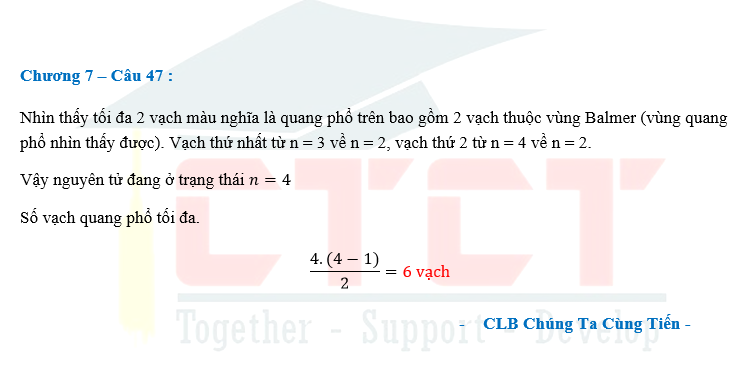 Chương 7 – Câu 47 :
Nhìn thấy tối đa 2 vạch màu nghĩa là quang phổ trên bao gồm 2 vạch thuộc vùng Balmer (vùng quang
phổ nhìn thấy được). Vạch thứ nhất từ n = 3 về n = 2, vạch thứ 2 từ n = 4 về n = 2.
Vậy nguyên tử đang ở trạng thái n = 4
Số vạch quang phổ tối đa.
4.(4 − 1)
2
= 6 vạch
CTCT
Together - Support - Develop
- CLB Chúng Ta Cùng Tiến -